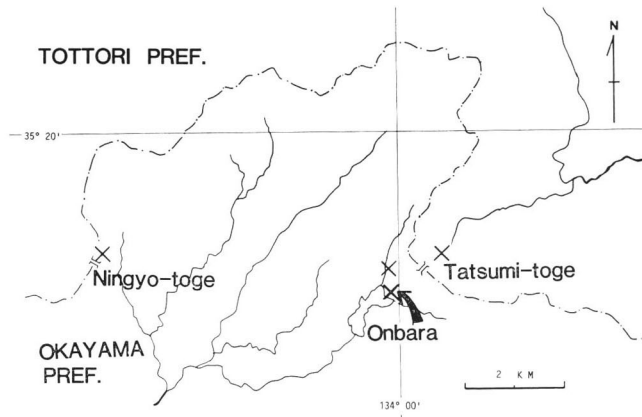 TOTTORI PREF.
N
35° 20'
Ningyo-toge
Tatsumi-toge
Onbara
OKAYAMA
PREF.
2 KM
134° 00'